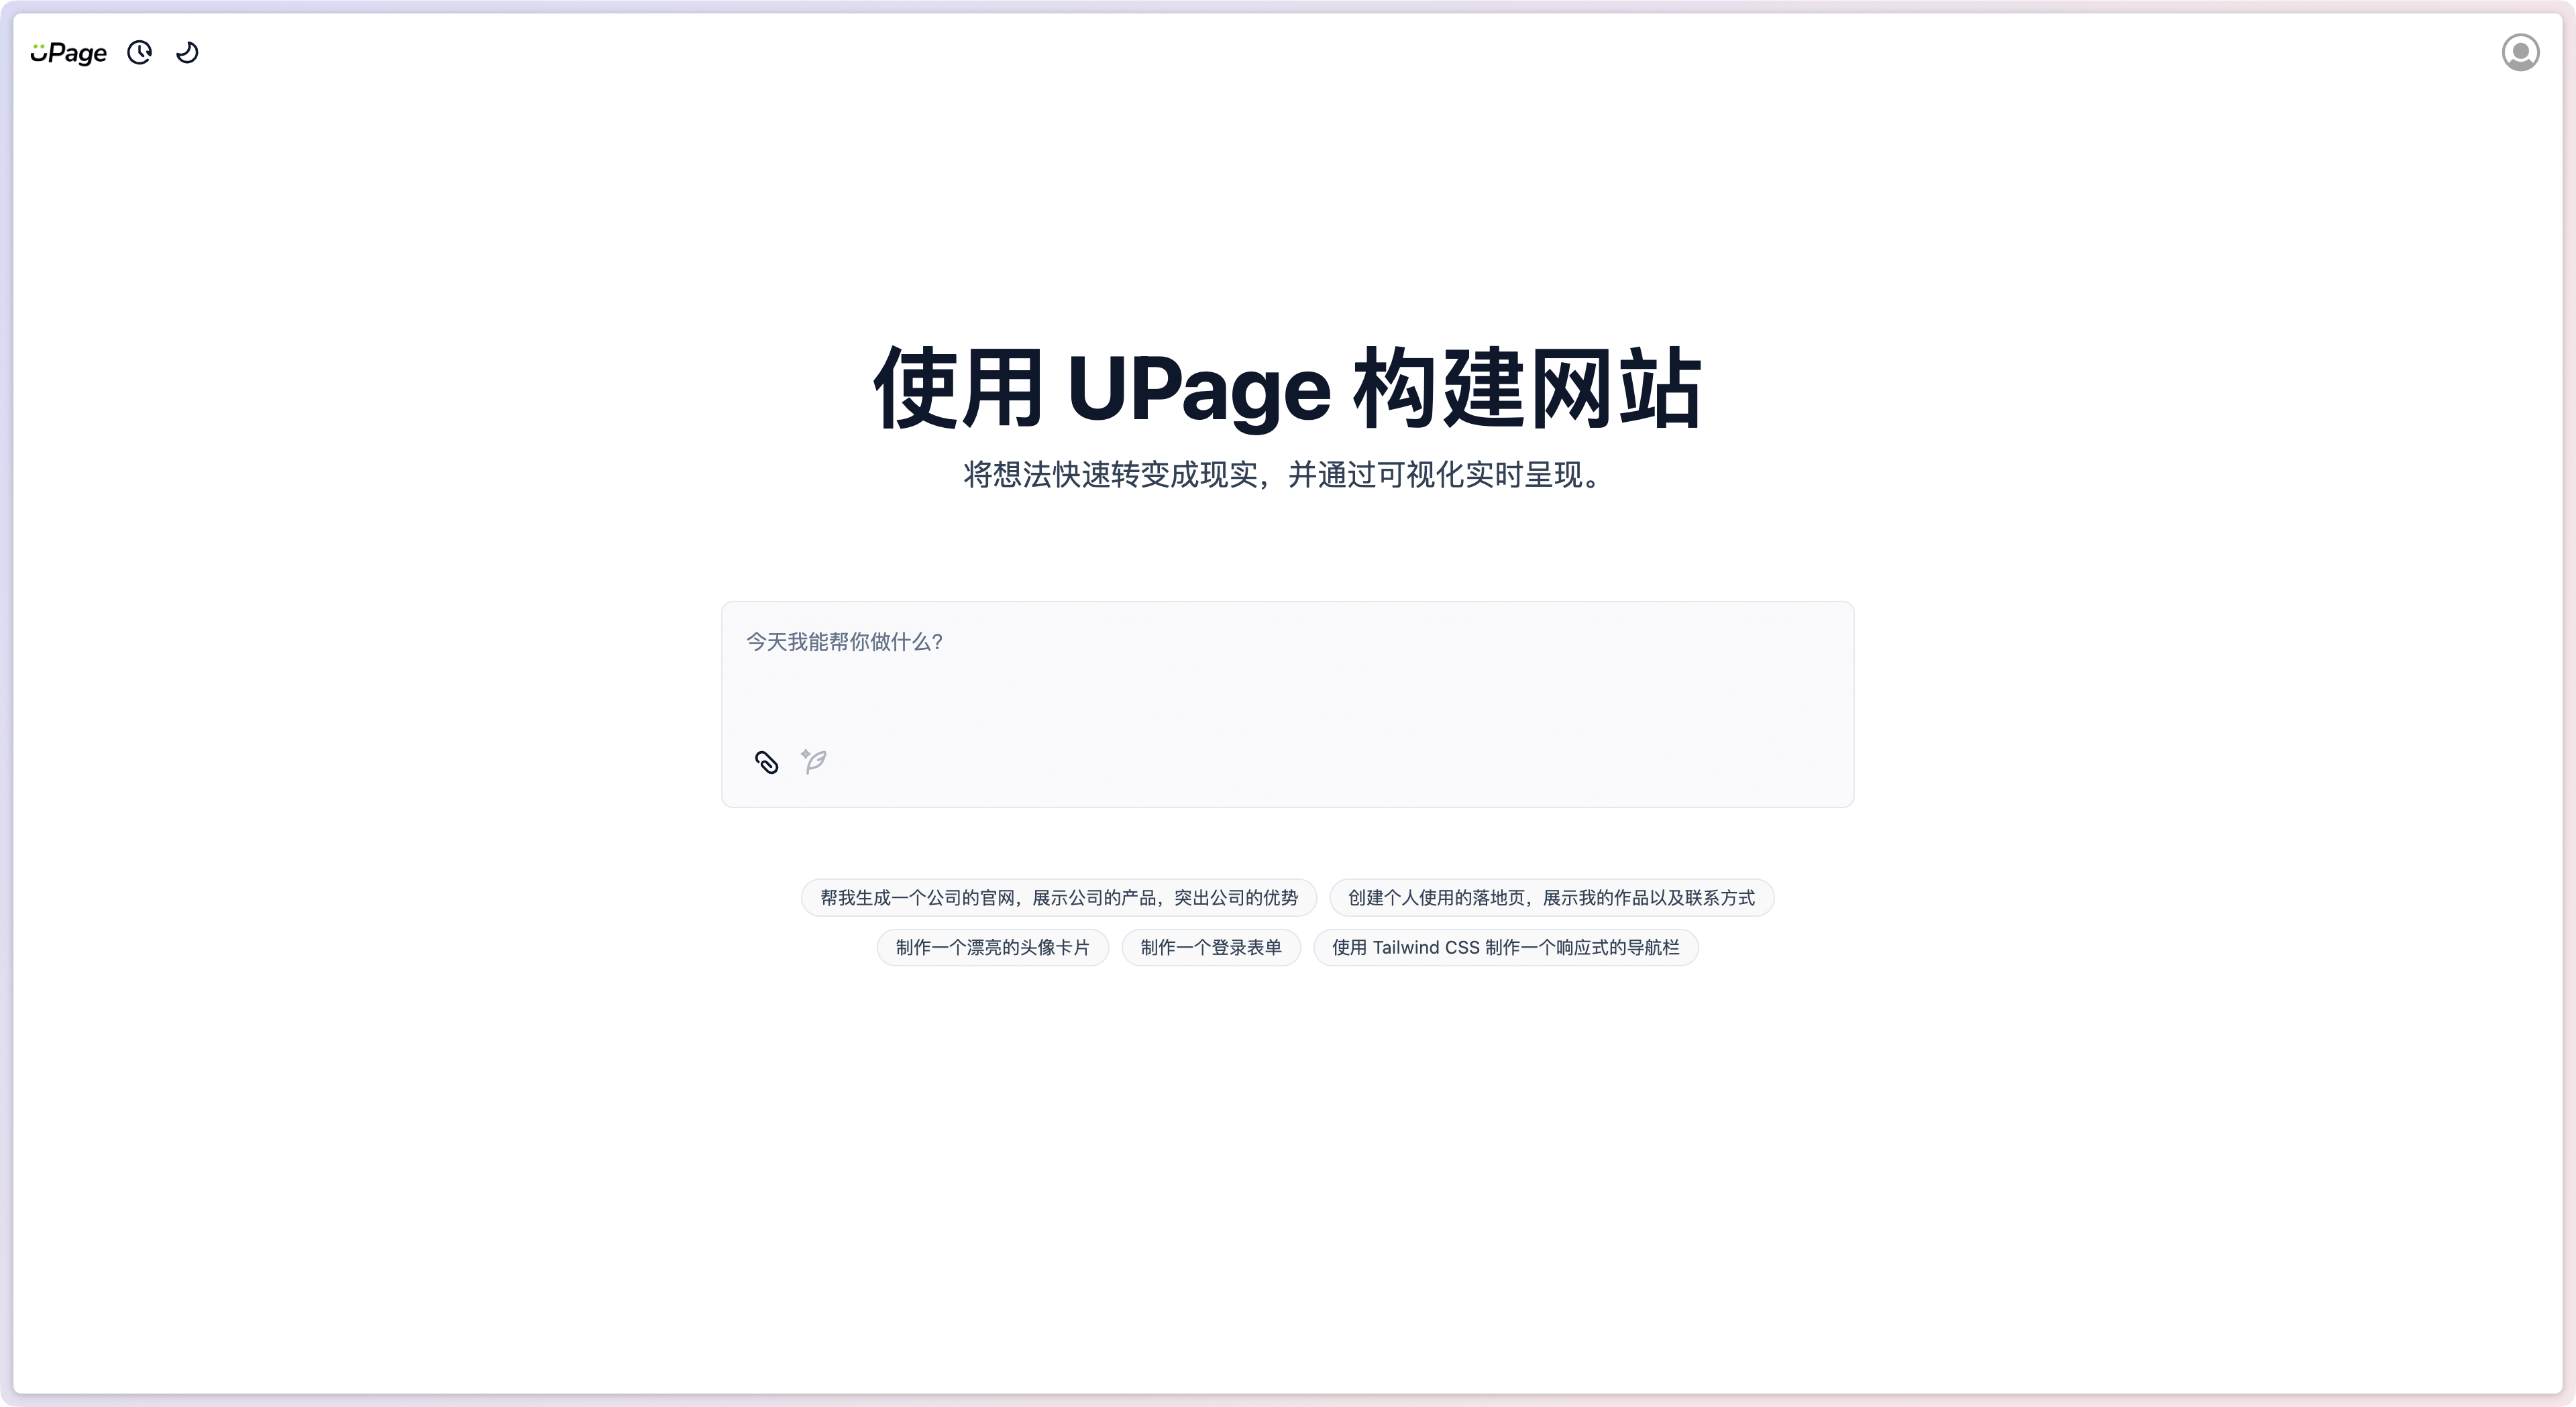 UPage
使用 UPage 构建网站
将想法快速转变成现实，并通过可视化实时呈现。
今天我能帮你做什么?
帮我生成一个公司的官网，展示公司的产品，突出公司的优势
创建个人使用的落地页，展示我的作品以及联系方式
制作一个漂亮的头像卡片
制作一个登录表单
使用 Tailwind CSS 制作一个响应式的导航栏